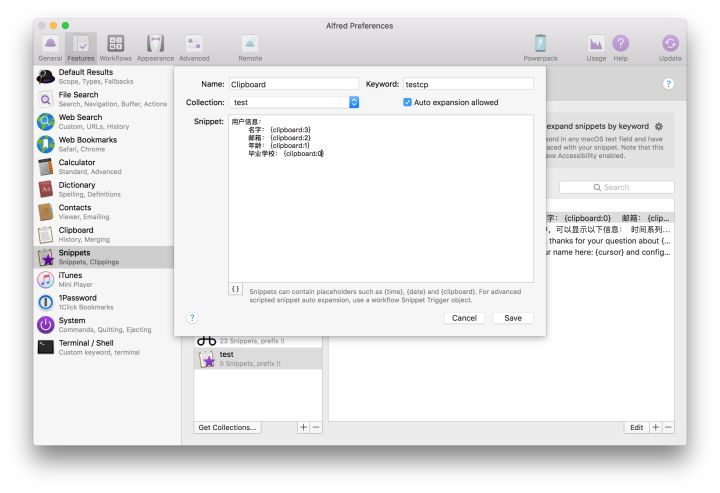 Alfred Preferences
General Features Workflows Appearance Advanced Remote Powerpack Usage Help Update
Default Results
Scope, Types, Fallbacks
File Search
Search, Navigation, Buffer, Actions
Web Search
Custom, URLs, History
Web Bookmarks
Safari, Chrome
Calculator
Standard, Advanced
Dictionary
Spelling, Definitions
Contacts
Viewer, Emailing
Clipboard
History, Merging
Snippets
Snippets, Clippings
iTunes
Mini Player
1Password
1Click Bookmarks
System
Commands, Quitting, Ejecting
Terminal / Shell
Custom keyword, terminal
Name: Clipboard Keyword: testcp
Collection: test Auto expansion allowed
Snippet: 用户信息：
名字： {clipboard:3}
邮箱： {clipboard:2}
年龄： {clipboard:1}
毕业学校： {clipboard:0}
{} Snippets can contain placeholders such as {time}, {date} and {clipboard}. For advanced
scripted snippet auto expansion, use a workflow Snippet Trigger object.
? Cancel Save
?
expand snippets by keyword
word in any macOS text field and have
aced with your snippet. Note that this
ave Accessibility enabled.
Search
字： {clipboard:0} 邮箱： {clip...
，可以显示以下信息： 时间系列...
thanks for your question about {...
ur name here: {cursor} and config...
23 Snippets, prefix !!
test
5 Snippets, prefix !!
Get Collections... + −
Edit + −